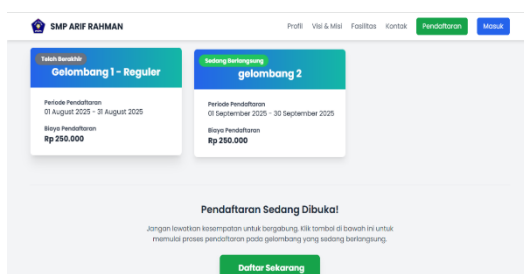 SMP ARIF RAHMAN
Profil Visi & Misi Fasilitas Kontak Pendaftaran Masuk
Telah Berakhir
Gelombang 1 - Reguler
Periode Pendaftaran
01 August 2025 - 31 August 2025
Biaya Pendaftaran
Rp 250.000
Sedang Berlangsung
gelombang 2
Periode Pendaftaran
01 September 2025 - 30 September 2025
Biaya Pendaftaran
Rp 250.000
Pendaftaran Sedang Dibuka!
Jangan lewatkan kesempatan untuk bergabung. Klik tombol di bawah ini untuk
memulai proses pendaftaran pada gelombang yang sedang berlangsung.
Daftar Sekarang